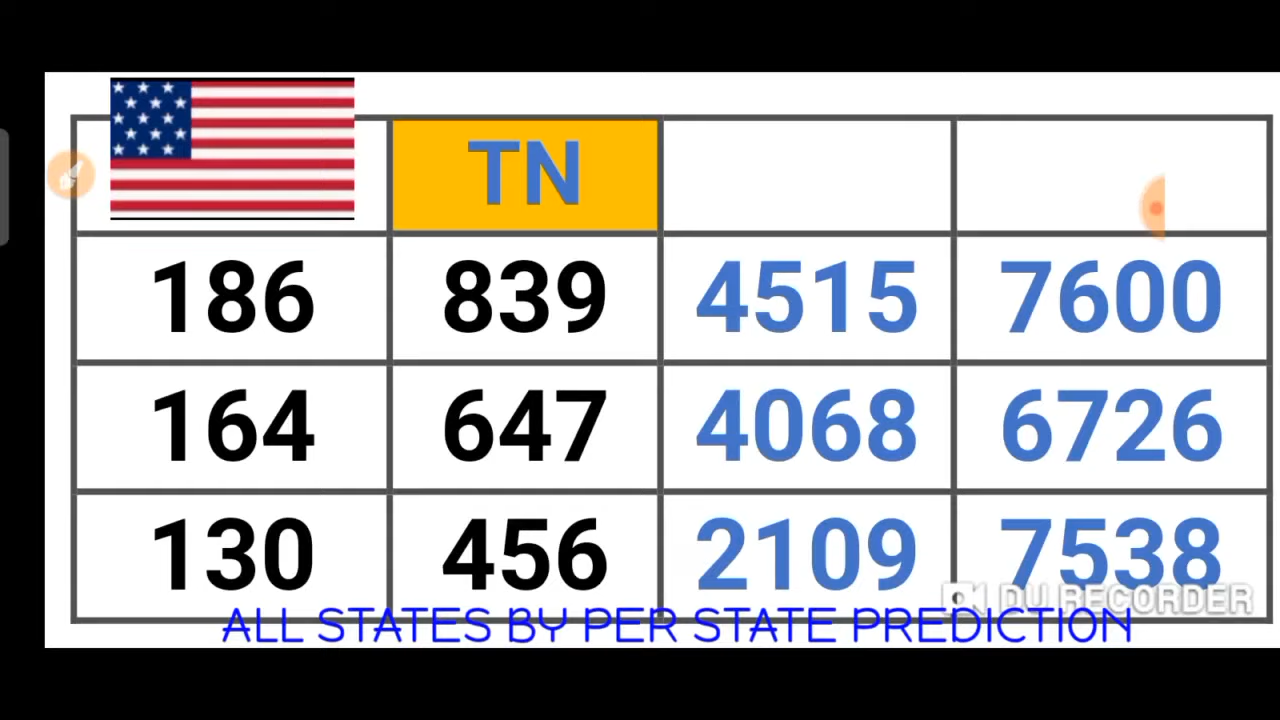 TN
186 839 4515 7600
164 647 4068 6726
130 456 2109 7538
DU RECORDER
ALL STATES BY PER STATE PREDICTION